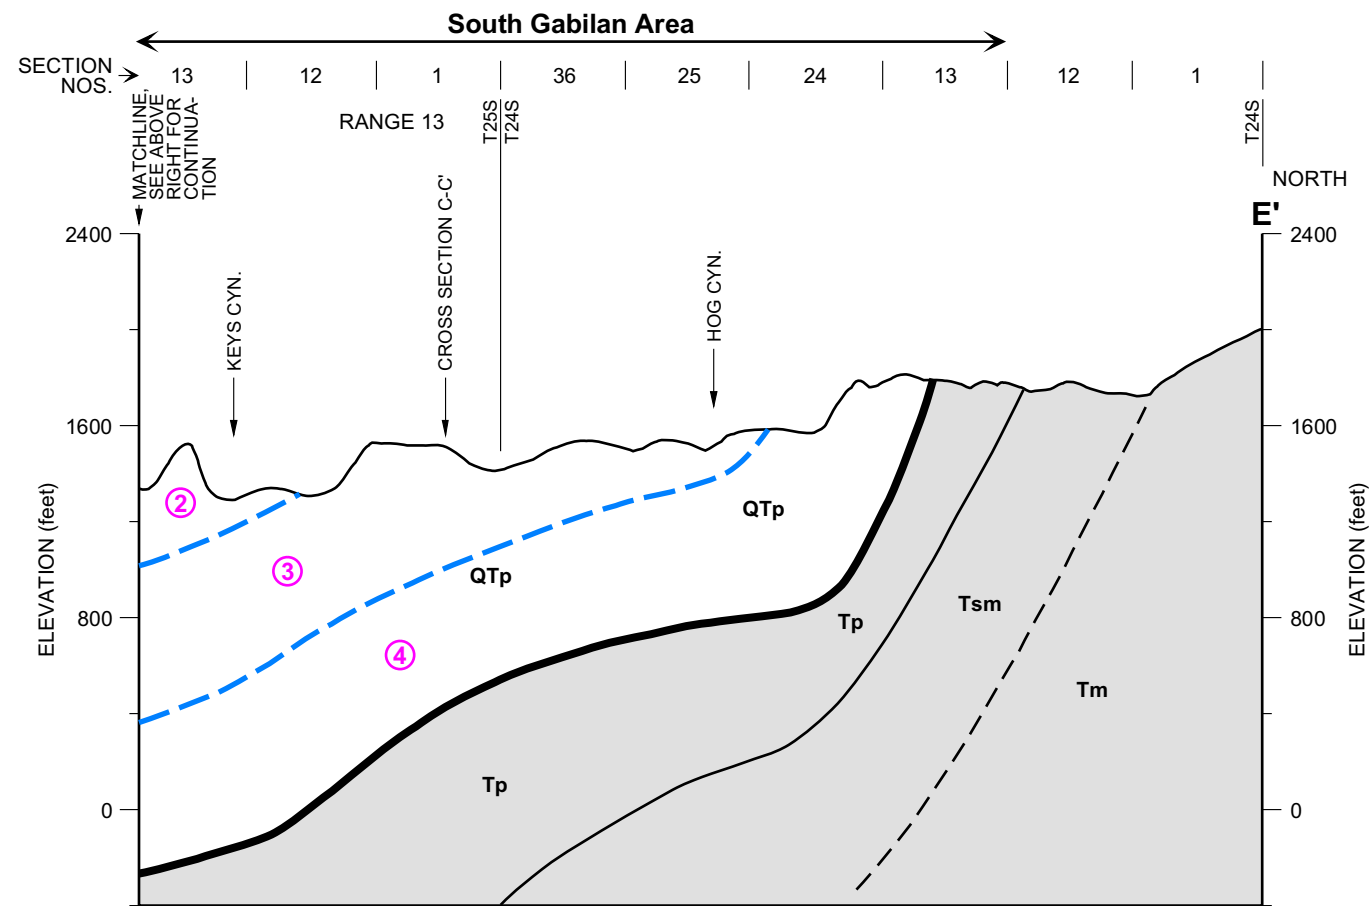 South Gabilan Area
SECTION
NOS.
13
12
1
36
25
24
13
12
1
MATCHLINE,
SEE ABOVE
RIGHT FOR
CONTINUA-
TION
RANGE 13
T25S
T24S
T24S
NORTH
E'
KEYS CYN.
CROSS SECTION C-C'
HOG CYN.
2400
1600
800
0
ELEVATION (feet)
2
3
4
QTp
QTp
Tp
Tp
Tsm
Tm
2400
1600
800
0
ELEVATION (feet)